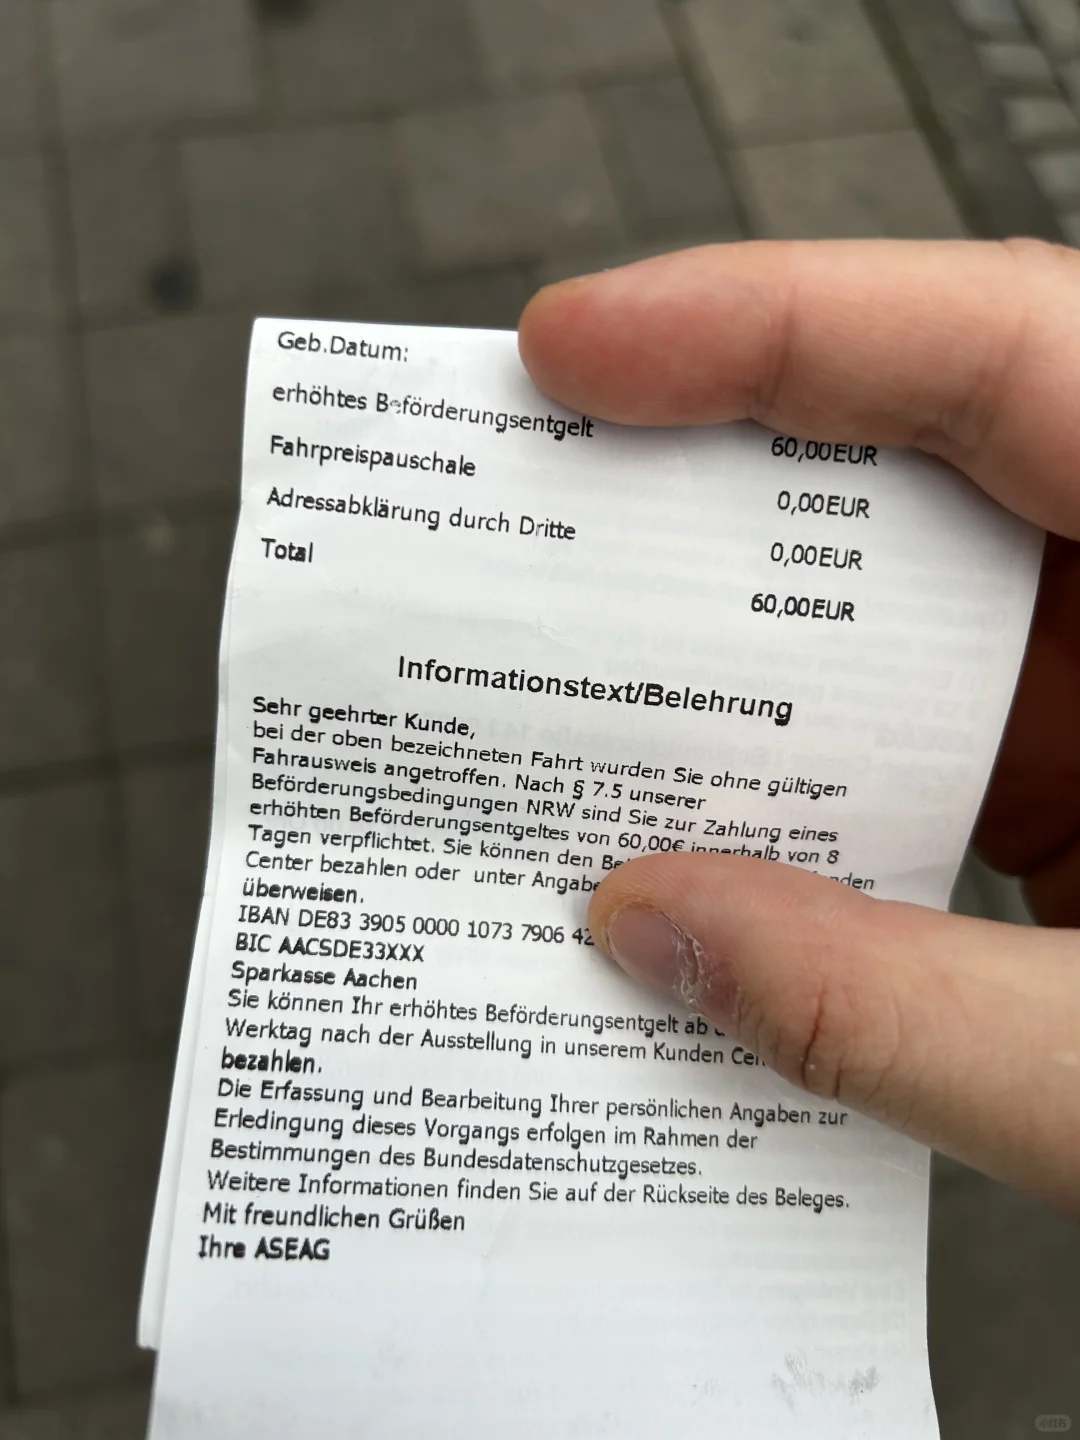 Geb.Datum:
erhöhtes Beförderungsentgelt 60,00EUR
Fahrpreispauschale 0,00EUR
Adressabklärung durch Dritte 0,00EUR
Total 60,00EUR
Informationstext/Belehrung
Sehr geehrter Kunde,
bei der oben bezeichneten Fahrt wurden Sie ohne gültigen
Fahrausweis angetroffen. Nach § 7.5 unserer
Beförderungsbedingungen NRW sind Sie zur Zahlung eines
erhöhten Beförderungsentgeltes von 60,00€ innerhalb von 8
Tagen verpflichtet. Sie können den
Center bezahlen oder unter
überweisen.
IBAN DE83 3905 0000 1073 7906 42
BIC AACSDE33XXX
Sparkasse Aachen
Sie können Ihr erhöhtes Beförderungsentgelt ab
Werktag nach der Ausstellung in unserem Kunden
bezahlen.
Die Erfassung und Bearbeitung Ihrer persönlichen Angaben zur
Erledingung dieses Vorgangs erfolgen im Rahmen der
Bestimmungen des Bundesdatenschutzgesetzes.
Weitere Informationen finden Sie auf der Rückseite des Beleges.
Mit freundlichen Grüßen
Ihre ASEAG